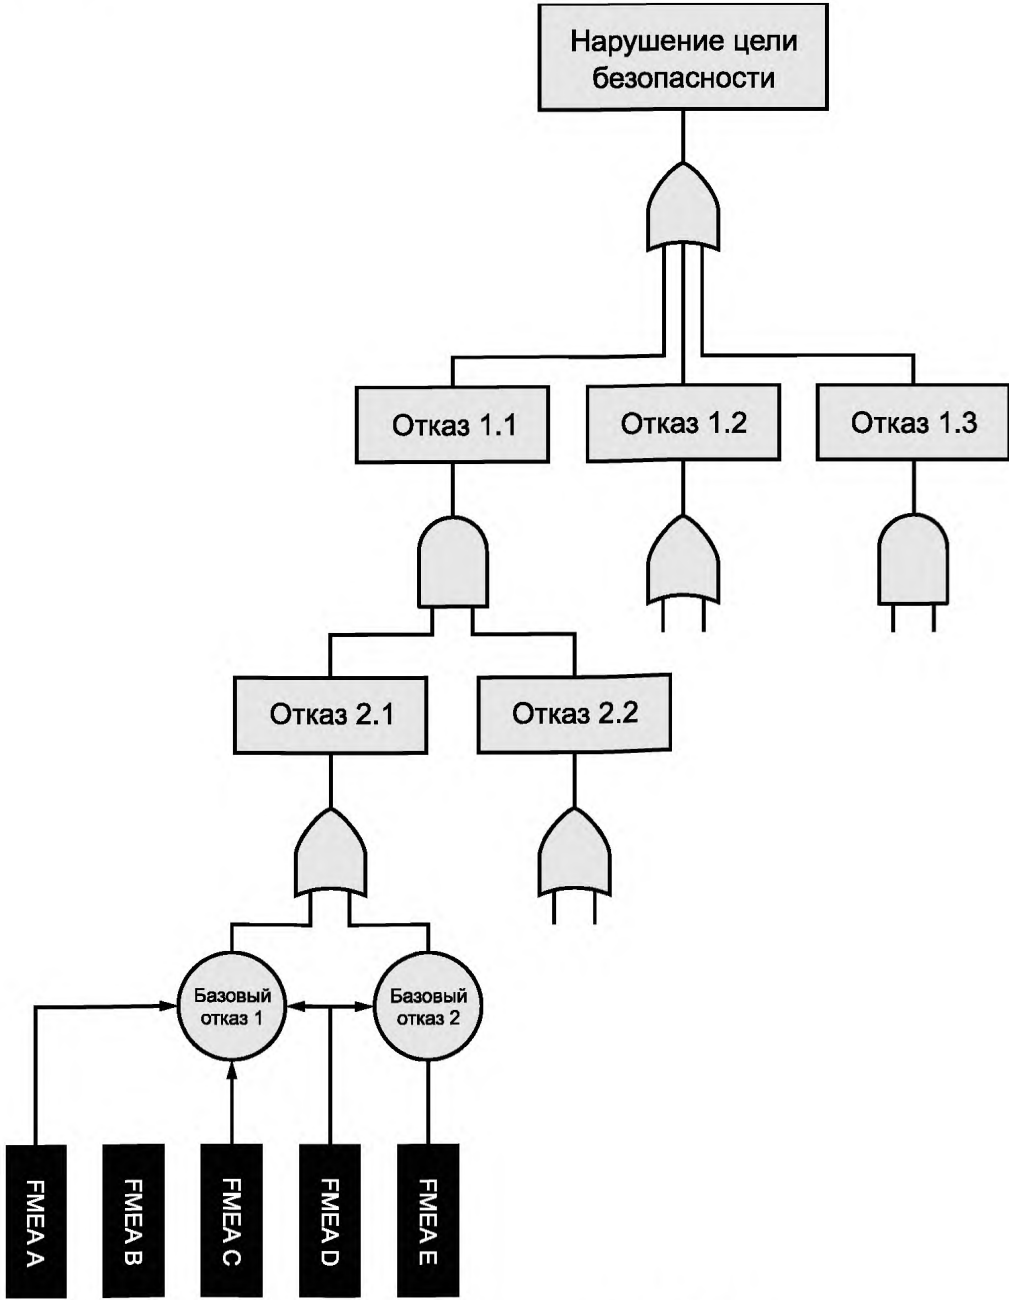 Нарушение цели
безопасности
Отказ 1.1
Отказ 1.2
Отказ 1.3
Отказ 2.1
Отказ 2.2
Базовый
отказ 1
Базовый
отказ 2
FMEA A
FMEA B
FMEA C
FMEA D
FMEA E